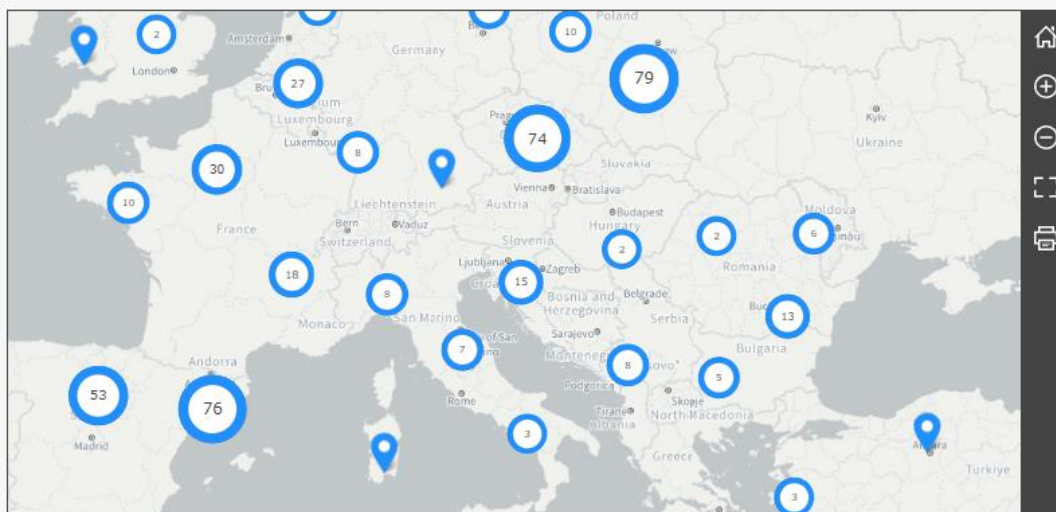 Poland
2
10
Amsterdam
Germany
London
79
27
Luxembourg
Kyiv
74
Ukraine
8
30
Slovakia
Vienna
Bratislava
10
Liechtenstein
Austria
Moldova
Budapest
France
Bern
Vaduz
Hungary
2
6
Switzerland
Slovenia
2
Ljubljana
Zagreb
Romania
18
15
8
Bosnia and
Herzegovina
Belgrade
San Marino
Serbia
13
Monaco
Sarajevo
7
Bulgaria
Andorra
8
Podgorica
5
53
Rome
Skopje
76
Tirane
North Macedonia
Albania
3
Madrid
Greece
Türkiye
3